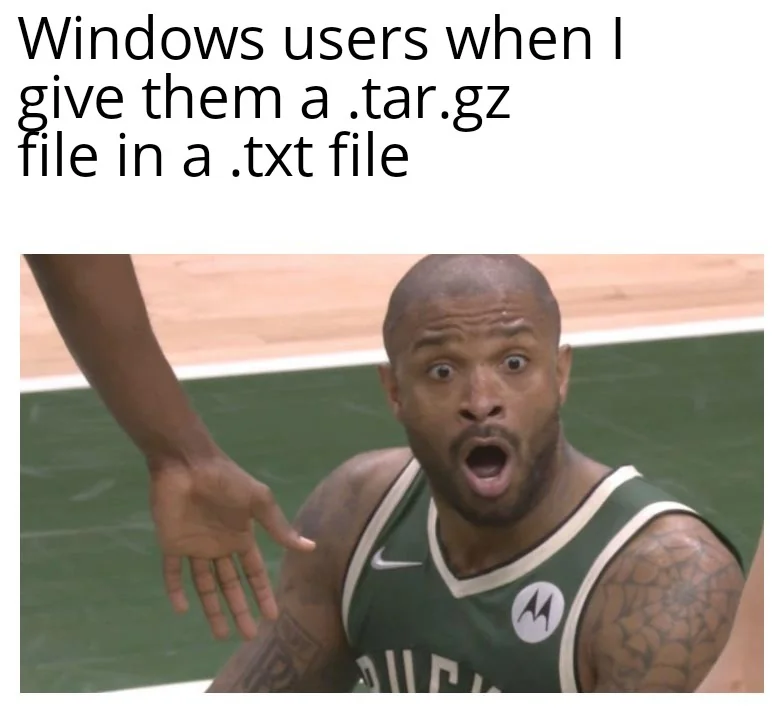 Windows users when I
give them a .tar.gz
file in a .txt file